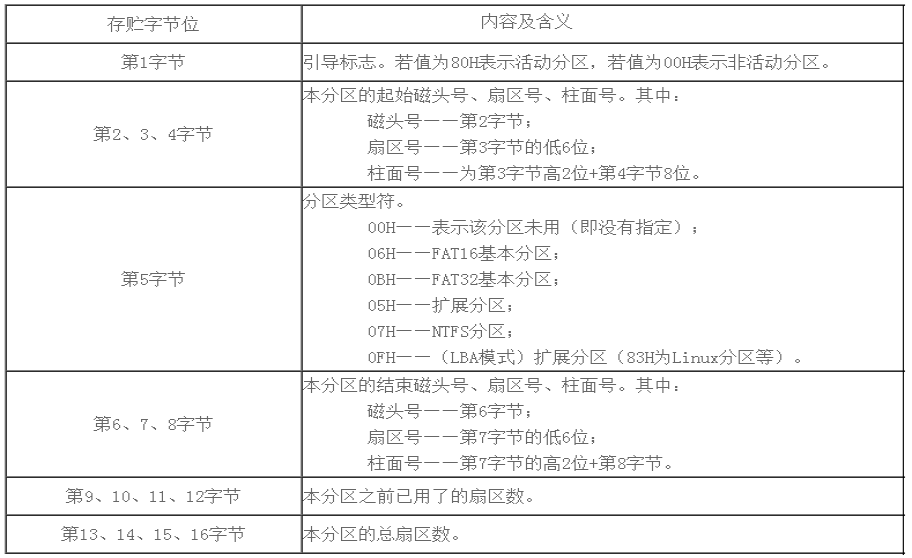 存贮字节位
内容及含义
第1字节
引导标志。若值为80H表示活动分区，若值为00H表示非活动分区。
第2、3、4字节
本分区的起始磁头号、扇区号、柱面号。其中：
磁头号——第2字节；
扇区号——第3字节的低6位；
柱面号——为第3字节高2位+第4字节8位。
第5字节
分区类型符。
00H——表示该分区未用（即没有指定）；
06H——FAT16基本分区；
0BH——FAT32基本分区；
05H——扩展分区；
07H——NTFS分区；
0FH——（LBA模式）扩展分区（83H为Linux分区等）。
第6、7、8字节
本分区的结束磁头号、扇区号、柱面号。其中：
磁头号——第6字节；
扇区号——第7字节的低6位；
柱面号——第7字节的高2位+第8字节。
第9、10、11、12字节
本分区之前已用了的扇区数。
第13、14、15、16字节
本分区的总扇区数。